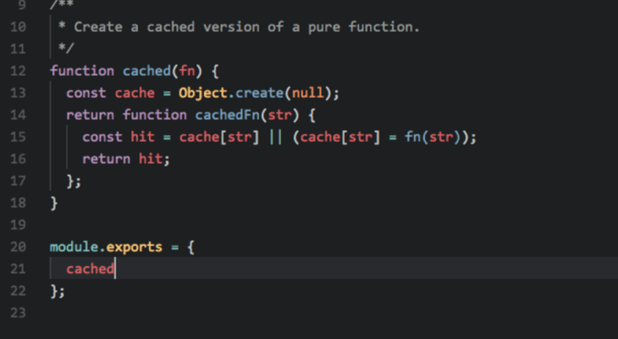 9 /**
10 * Create a cached version of a pure function.
11 */
12 function cached(fn) {
13 const cache = Object.create(null);
14 return function cachedFn(str) {
15 const hit = cache[str] || (cache[str] = fn(str));
16 return hit;
17 };
18 }
19
20 module.exports = {
21 cached
22 };
23